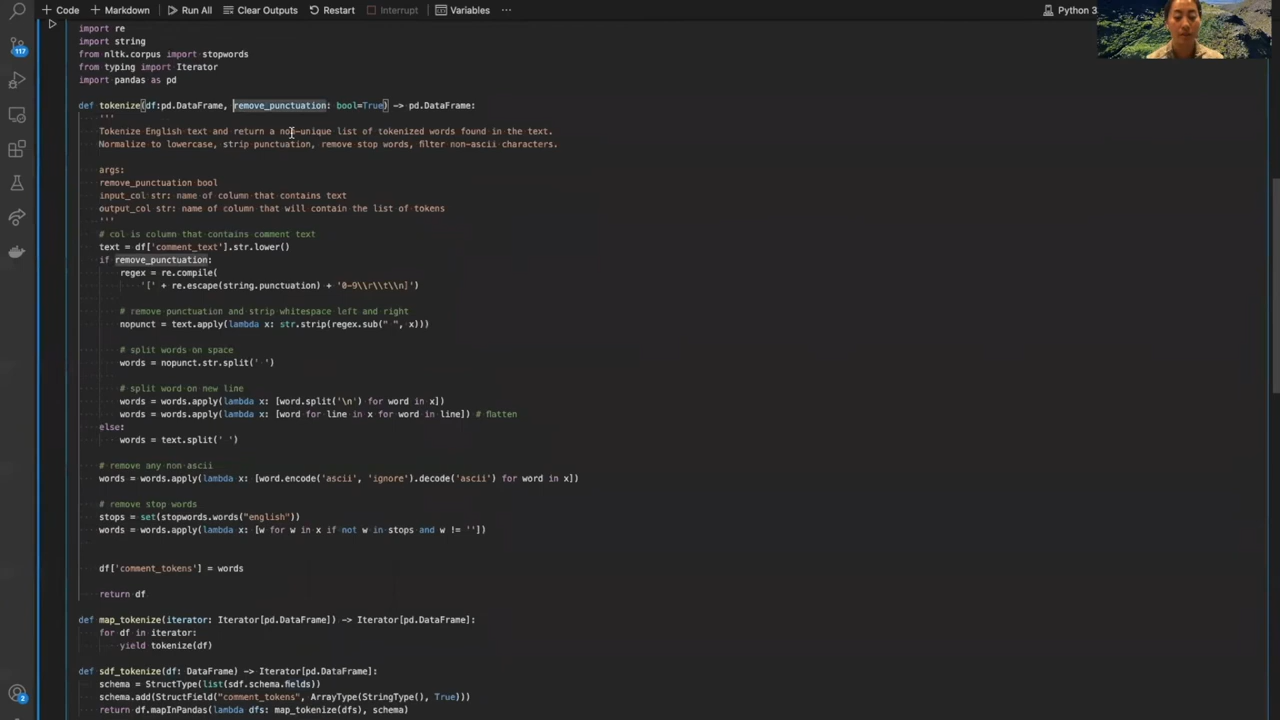 Code
Markdown
Run All
Clear Outputs
Restart
Interrupt
Variables
···
Python 3
117
import re
import string
from nltk.corpus import stopwords
from typing import Iterator
import pandas as pd
def tokenize(df:pd.DataFrame, remove_punctuation: bool=True) -> pd.DataFrame:
'''
Tokenize English text and return a non-unique list of tokenized words found in the text.
Normalize to lowercase, strip punctuation, remove stop words, filter non-ascii characters.
args:
remove_punctuation bool
input_col str: name of column that contains text
output_col str: name of column that will contain the list of tokens
'''
# col is column that contains comment text
text = df['comment_text'].str.lower()
if remove_punctuation:
regex = re.compile(
'[' + re.escape(string.punctuation) + '0-9\\r\\t\\n]')
# remove punctuation and strip whitespace left and right
nopunct = text.apply(lambda x: str.strip(regex.sub(" ", x)))
# split words on space
words = nopunct.str.split(' ')
# split word on new line
words = words.apply(lambda x: [word.split('\n') for word in x])
words = words.apply(lambda x: [word for line in x for word in line]) # flatten
else:
words = text.split(' ')
# remove any non ascii
words = words.apply(lambda x: [word.encode('ascii', 'ignore').decode('ascii') for word in x])
# remove stop words
stops = set(stopwords.words("english"))
words = words.apply(lambda x: [w for w in x if not w in stops and w != ''])
df['comment_tokens'] = words
return df
def map_tokenize(iterator: Iterator[pd.DataFrame]) -> Iterator[pd.DataFrame]:
for df in iterator:
yield tokenize(df)
def sdf_tokenize(df: DataFrame) -> Iterator[pd.DataFrame]:
schema = StructType(list(sdf.schema.fields))
schema.add(StructField("comment_tokens", ArrayType(StringType(), True)))
return df.mapInPandas(lambda dfs: map_tokenize(dfs), schema)
2